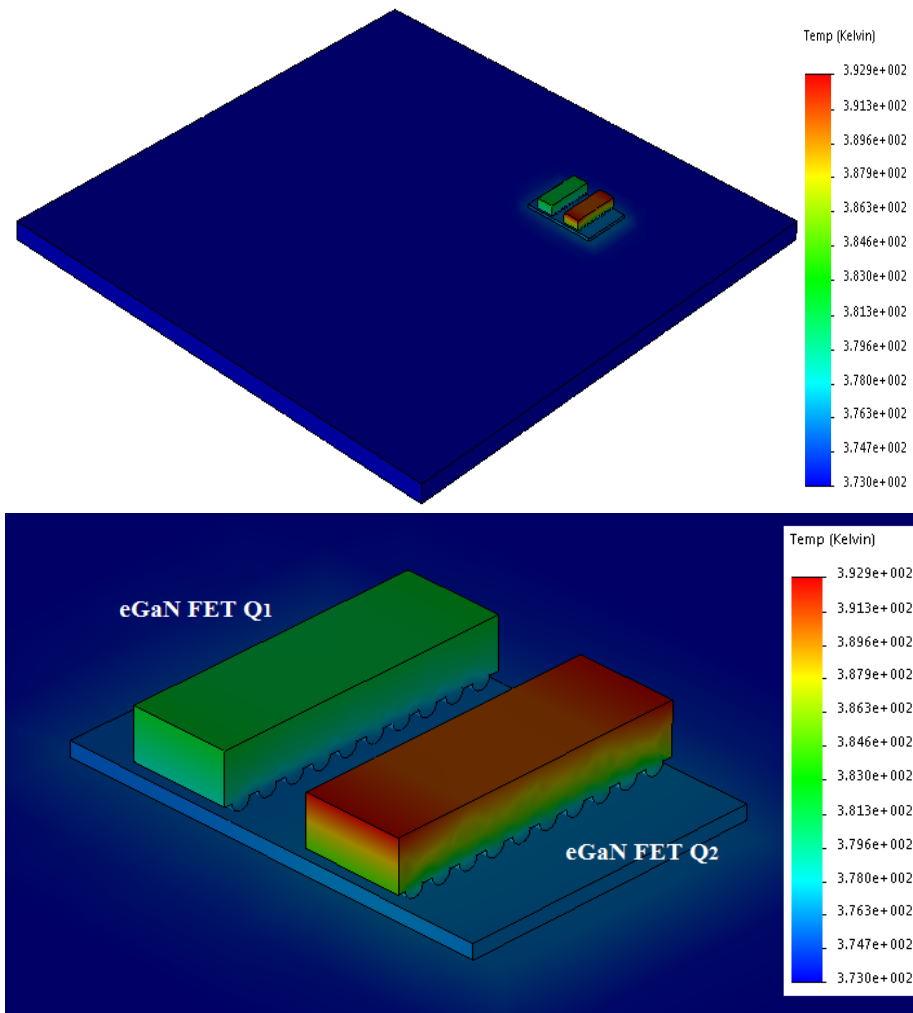 Temp (Kelvin)
3.929e+002
3.913e+002
3.896e+002
3.879e+002
3.863e+002
3.846e+002
3.830e+002
3.813e+002
3.796e+002
3.780e+002
3.763e+002
3.747e+002
3.730e+002
Temp (Kelvin)
3.929e+002
3.913e+002
3.896e+002
3.879e+002
3.863e+002
3.846e+002
3.830e+002
3.813e+002
3.796e+002
3.780e+002
3.763e+002
3.747e+002
3.730e+002
eGaN FET Q1
eGaN FET Q2